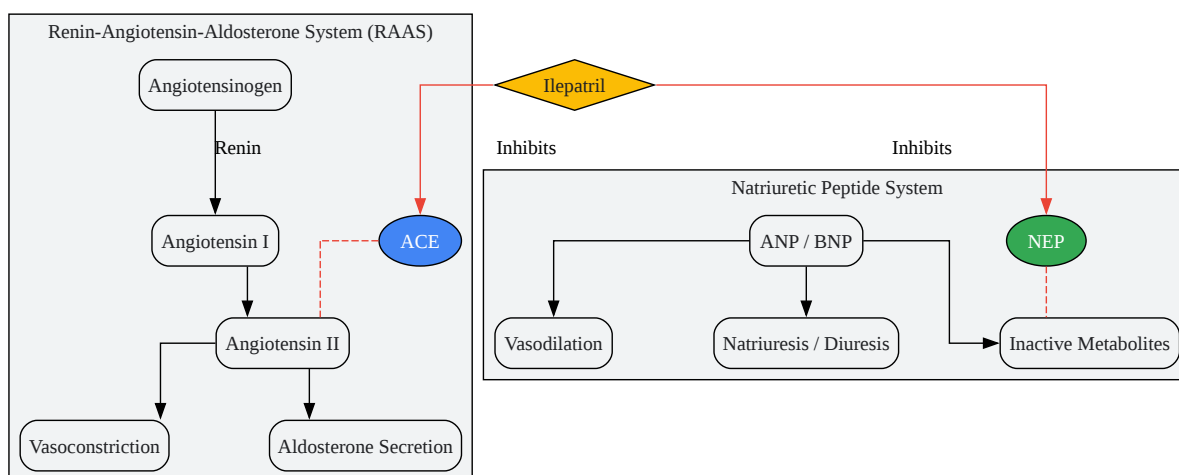 Renin-Angiotensin-Aldosterone System (RAAS)
Angiotensinogen
Ilepatril
Renin
Inhibits
Inhibits
Natriuretic Peptide System
Angiotensin I
ACE
ANP / BNP
NEP
Angiotensin II
Vasodilation
Natriuresis / Diuresis
Inactive Metabolites
Vasoconstriction
Aldosterone Secretion